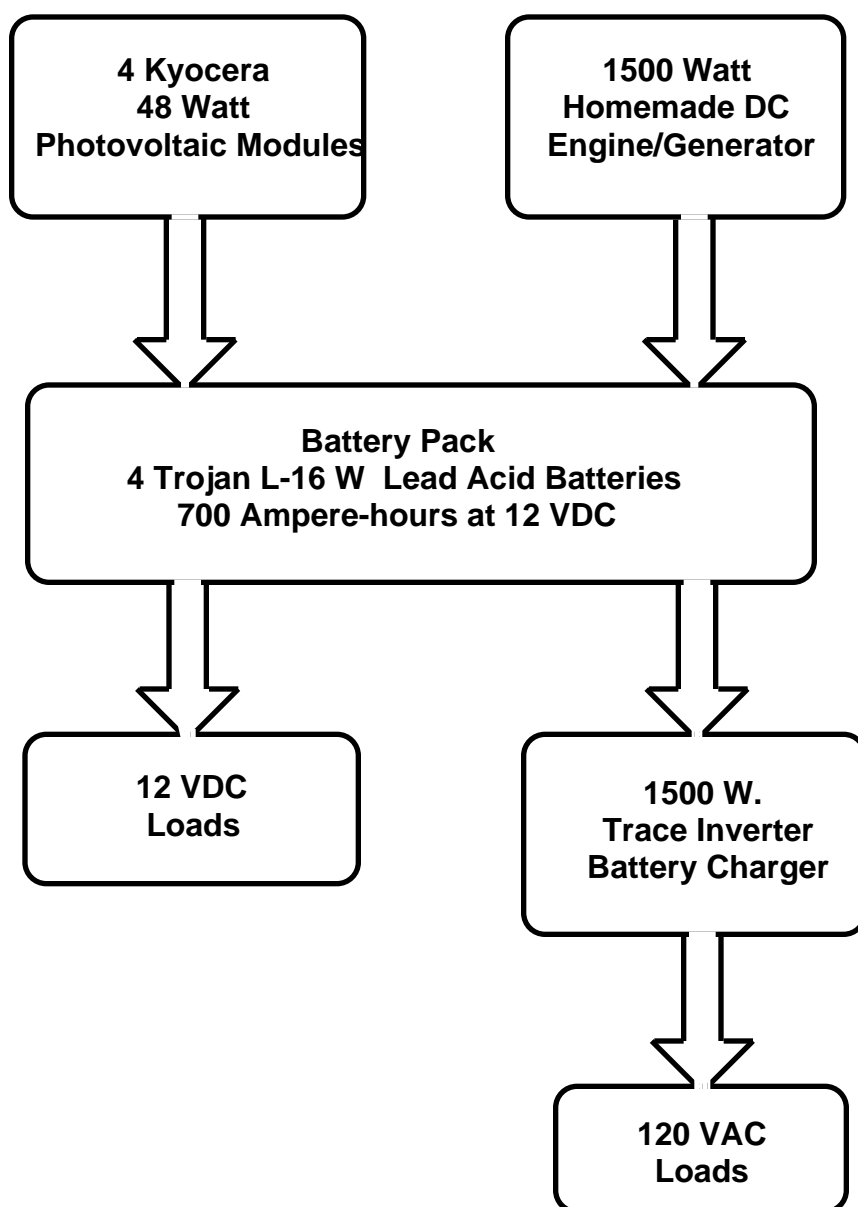 4 Kyocera
48 Watt
Photovoltaic Modules
1500 Watt
Homemade DC
Engine/Generator
Battery Pack
4 Trojan L-16 W Lead Acid Batteries
700 Ampere-hours at 12 VDC
12 VDC
Loads
1500 W.
Trace Inverter
Battery Charger
120 VAC
Loads